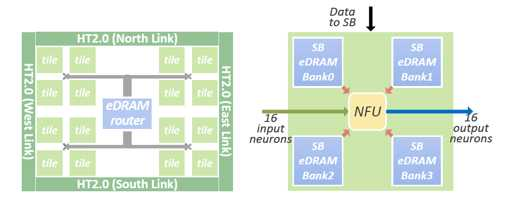 HT2.0 (North Link)
HT2.0 (West Link)
tile tile tile tile
tile tile tile tile
eDRAM
router
tile tile tile tile
tile tile tile tile
HT2.0 (East Link)
HT2.0 (South Link)
Data
to SB
SB
eDRAM
Bank0
SB
eDRAM
Bank1
16
input
neurons
NFU
16
output
neurons
SB
eDRAM
Bank2
SB
eDRAM
Bank3